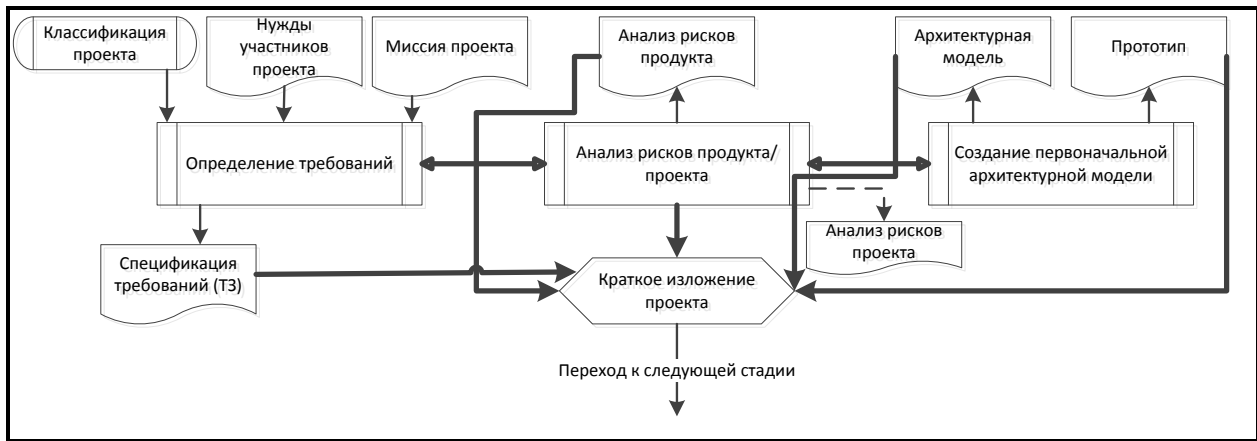 Классификация
проекта
Нужды
участников
проекта
Миссия проекта
Анализ рисков
продукта
Архитектурная
модель
Прототип
Определение требований
Анализ рисков продукта/
проекта
Создание первоначальной
архитектурной модели
Спецификация
требований (ТЗ)
Анализ рисков
проекта
Краткое изложение
проекта
Переход к следующей стадии